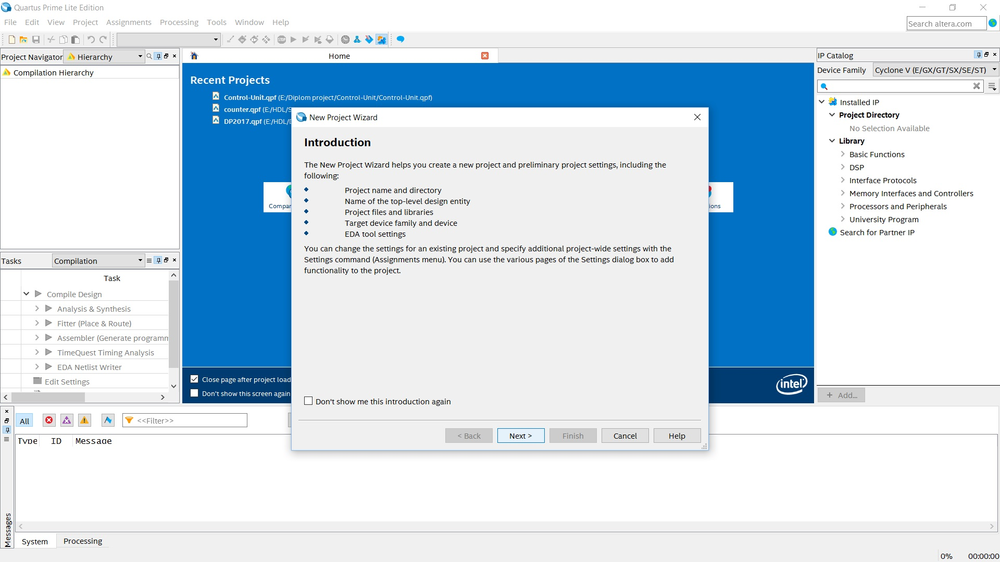 Quartus Prime Lite Edition
File Edit View Project Assignments Processing Tools Window Help
Search altera.com
Project Navigator Hierarchy
Compilation Hierarchy
Home
Recent Projects
Control-Unit.qpf (E:/Diplom project/Control-Unit/Control-Unit.qpf)
counter.qpf (E:/HDL/S
DP2017.qpf (E:/HDL/
Compar
ions
Close page after project load
Don't show this screen again
intel
New Project Wizard
Introduction
The New Project Wizard helps you create a new project and preliminary project settings, including the
following:
Project name and directory
Name of the top-level design entity
Project files and libraries
Target device family and device
EDA tool settings
You can change the settings for an existing project and specify additional project-wide settings with the
Settings command (Assignments menu). You can use the various pages of the Settings dialog box to add
functionality to the project.
Don't show me this introduction again
< Back Next > Finish Cancel Help
IP Catalog
Device Family Cyclone V (E/GX/GT/SX/SE/ST)
Installed IP
Project Directory
No Selection Available
Library
Basic Functions
DSP
Interface Protocols
Memory Interfaces and Controllers
Processors and Peripherals
University Program
Search for Partner IP
+ Add...
Tasks Compilation
Task
Compile Design
Analysis & Synthesis
Fitter (Place & Route)
Assembler (Generate programm
TimeQuest Timing Analysis
EDA Netlist Writer
Edit Settings
All <<Filter>>
Type ID Message
Messages
System Processing
0% 00:00:00